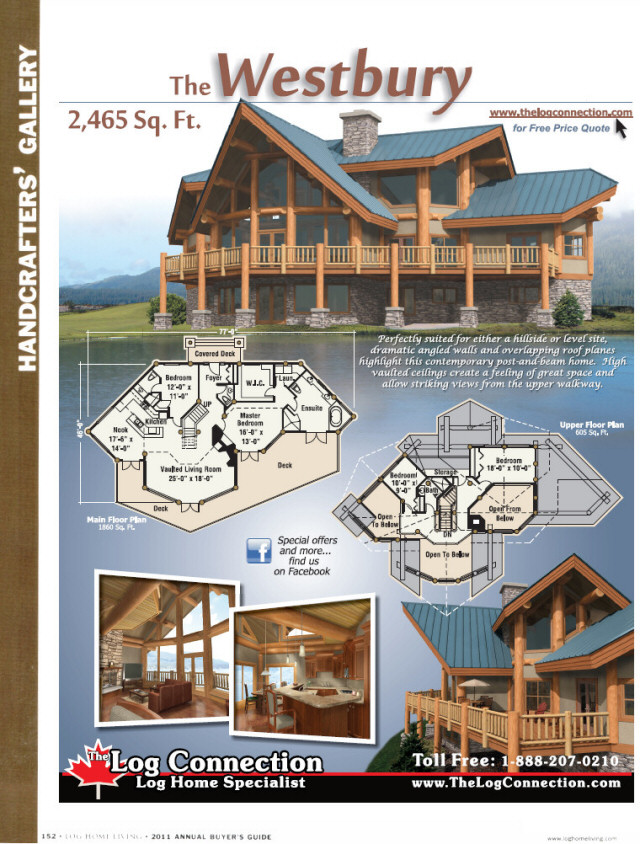 HANDCRAFTERS' GALLERY
The Westbury
2,465 Sq. Ft.
www.thelogconnection.com
for Free Price Quote
Perfectly suited for either a hillside or level site,
dramatic angled walls and overlapping roof planes
highlight this contemporary post-and-beam home. High
vaulted ceilings create a feeling of great space and
allow striking views from the upper walkway.
77'-0"
Covered Deck
Bedroom
12'-0" x
11'-0"
Foyer
W.I.C.
Laun.
UP
Ensuite
Kitchen
Master
Bedroom
16'-0" x
13'-0"
Nook
17'-6" x
14'-0"
Vaulted Living Room
25'-0" x 18'-0"
Deck
Deck
Main Floor Plan
1860 Sq. Ft.
Upper Floor Plan
605 Sq. Ft.
Bedroom
18'-0" x 10'-0"
Storage
Bedroom
10'-0" x
9'-0"
Bath
Open
To Below
Open From
Below
DN
Open To Below
f
Special offers
and more...
find us
on Facebook
The Log Connection
Log Home Specialist
Toll Free: 1-888-207-0210
www.TheLogConnection.com
152 • LOG HOME LIVING • 2011 ANNUAL BUYER'S GUIDE
www.loghomeliving.com